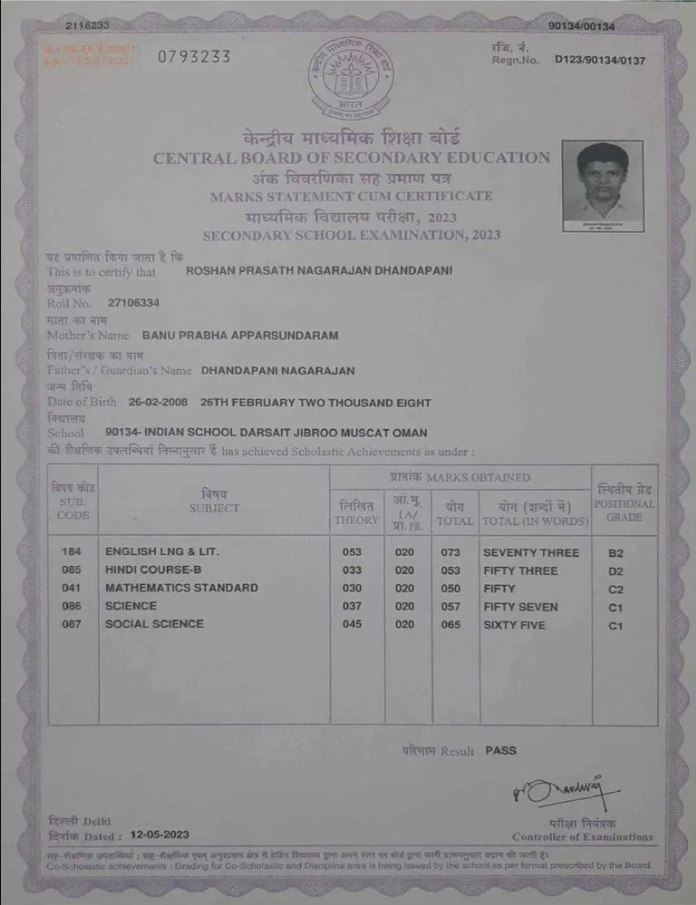 2116233 90134/00134
0793233 रजि. नं.
Regn.No. D123/90134/0137
भारत
केन्द्रीय माध्यमिक शिक्षा बोर्ड
CENTRAL BOARD OF SECONDARY EDUCATION
अंक विवरणिका सह प्रमाण पत्र
MARKS STATEMENT CUM CERTIFICATE
माध्यमिक विद्यालय परीक्षा, 2023
SECONDARY SCHOOL EXAMINATION, 2023
यह प्रमाणित किया जाता है कि
This is to certify that ROSHAN PRASATH NAGARAJAN DHANDAPANI
अनुक्रमांक
Roll No. 27106334
माता का नाम
Mother's Name BANU PRABHA APPARSUNDARAM
पिता/संरक्षक का नाम
Father's / Guardian's Name DHANDAPANI NAGARAJAN
जन्म तिथि
Date of Birth 26-02-2008 26TH FEBRUARY TWO THOUSAND EIGHT
विद्यालय
School 90134- INDIAN SCHOOL DARSAIT JIBROO MUSCAT OMAN
की शैक्षणिक उपलब्धियां निम्नानुसार हैं has achieved Scholastic Achievements as under :
विषय कोड
SUB.
CODE
विषय
SUBJECT
प्राप्तांक MARKS OBTAINED
लिखित
THEORY
आं.मू.
IA/
प्रा.PR.
योग
TOTAL
योग (शब्दों में)
TOTAL (IN WORDS)
स्थितीय ग्रेड
POSITIONAL
GRADE
184 ENGLISH LNG & LIT. 053 020 073 SEVENTY THREE B2
085 HINDI COURSE-B 033 020 053 FIFTY THREE D2
041 MATHEMATICS STANDARD 030 020 050 FIFTY C2
086 SCIENCE 037 020 057 FIFTY SEVEN C1
087 SOCIAL SCIENCE 045 020 065 SIXTY FIVE C1
परिणाम Result PASS
दिल्ली Delhi
दिनांक Dated : 12-05-2023
परीक्षा नियंत्रक
Controller of Examinations
सह-शैक्षणिक उपलब्धियां : सह-शैक्षणिक एवम् अनुशासन क्षेत्र में ग्रेडिंग विद्यालय द्वारा अपने स्तर पर बोर्ड द्वारा जारी प्रारूपनुसार प्रदान की जाती है।
Co-Scholastic achievements : Grading for Co-Scholastic and Discipline area is being issued by the school as per format prescribed by the Board.